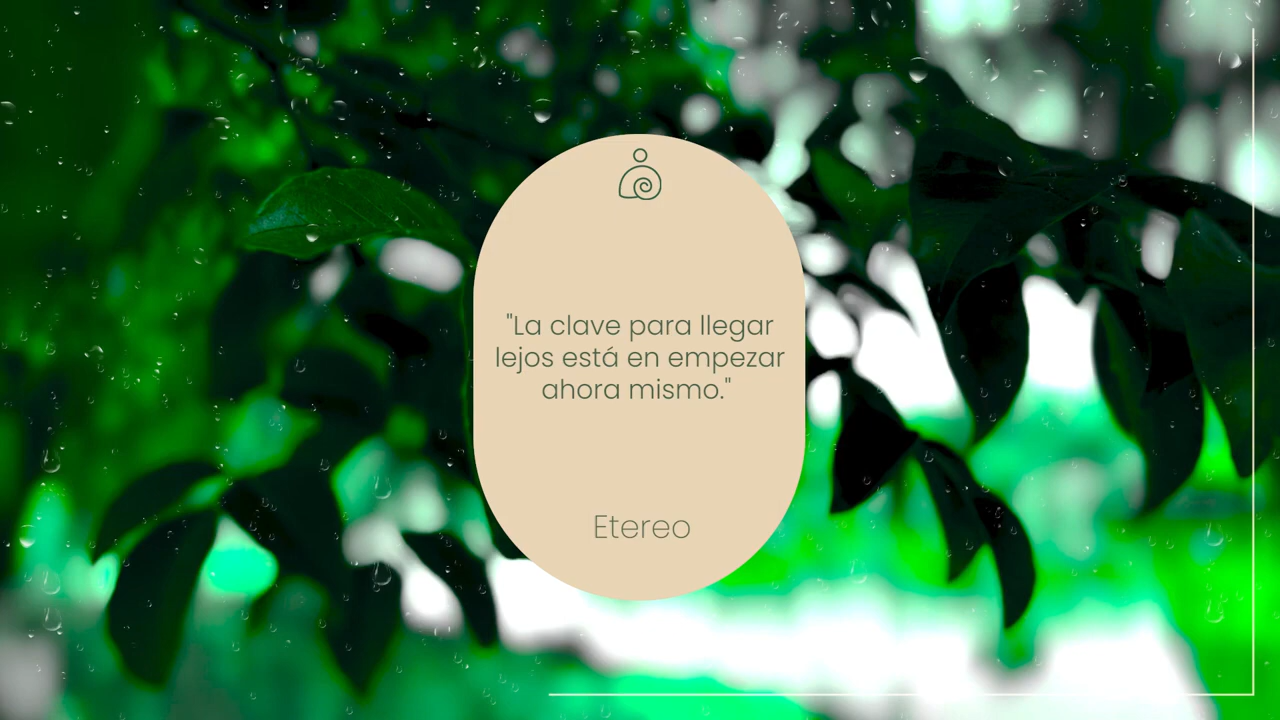 "La clave para llegar
lejos está en empezar
ahora mismo."
Etereo